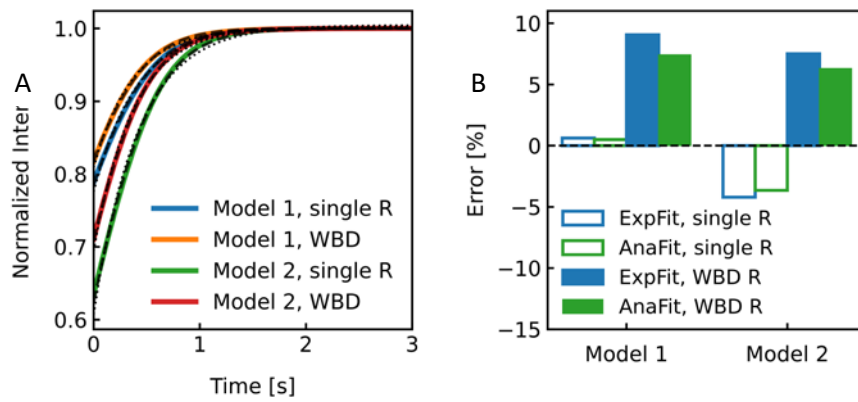 A
Normalized Inter
1.0
0.9
0.8
0.7
0.6
Model 1, single R
Model 1, WBD
Model 2, single R
Model 2, WBD
0
1
2
3
Time [s]
B
Error [%]
10
5
0
−5
−10
−15
ExpFit, single R
AnaFit, single R
ExpFit, WBD R
AnaFit, WBD R
Model 1
Model 2